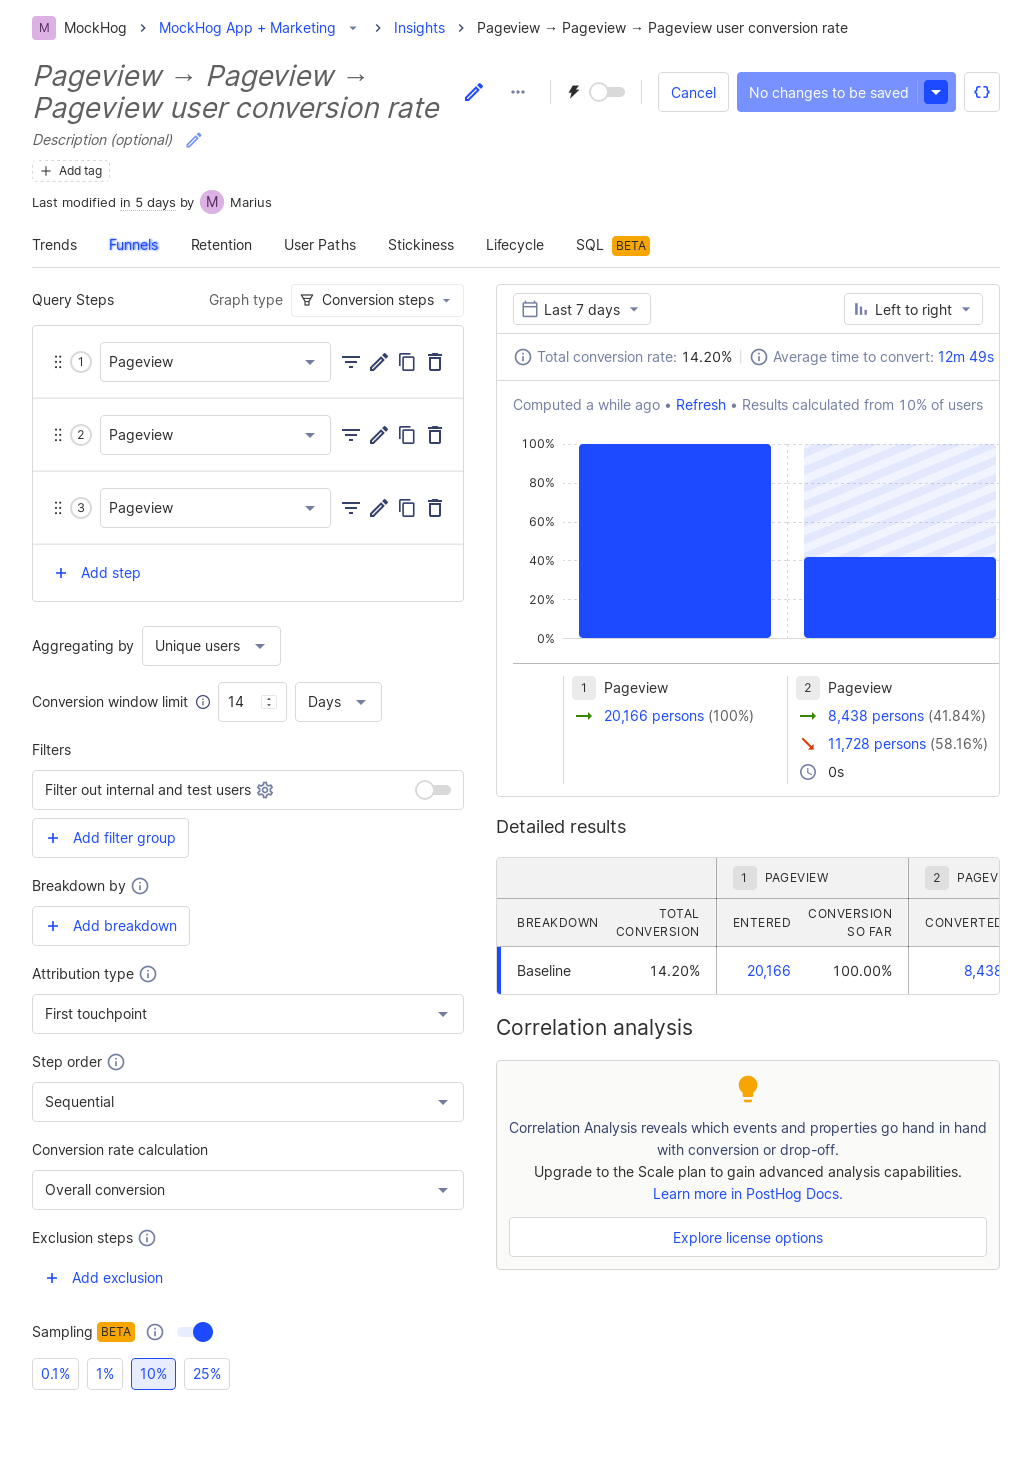 M MockHog MockHog App + Marketing Insights Pageview → Pageview → Pageview user conversion rate
Pageview → Pageview →
Pageview user conversion rate
Cancel No changes to be saved
Description (optional)
Add tag
Last modified in 5 days by M Marius
Trends Funnels Retention User Paths Stickiness Lifecycle SQL BETA
Query Steps Graph type Conversion steps
1 Pageview
2 Pageview
3 Pageview
Add step
Aggregating by Unique users
Conversion window limit 14 Days
Filters
Filter out internal and test users
Add filter group
Breakdown by
Add breakdown
Attribution type
First touchpoint
Step order
Sequential
Conversion rate calculation
Overall conversion
Exclusion steps
Add exclusion
Sampling BETA
0.1% 1% 10% 25%
Last 7 days Left to right
Total conversion rate: 14.20% Average time to convert: 12m 49s
Computed a while ago • Refresh • Results calculated from 10% of users
100%
80%
60%
40%
20%
0%
1 Pageview
20,166 persons (100%)
2 Pageview
8,438 persons (41.84%)
11,728 persons (58.16%)
0s
Detailed results
1 PAGEVIEW 2 PAGEV
BREAKDOWN TOTAL CONVERSION ENTERED CONVERSION SO FAR CONVERTED
Baseline 14.20% 20,166 100.00% 8,438
Correlation analysis
Correlation Analysis reveals which events and properties go hand in hand
with conversion or drop-off.
Upgrade to the Scale plan to gain advanced analysis capabilities.
Learn more in PostHog Docs.
Explore license options